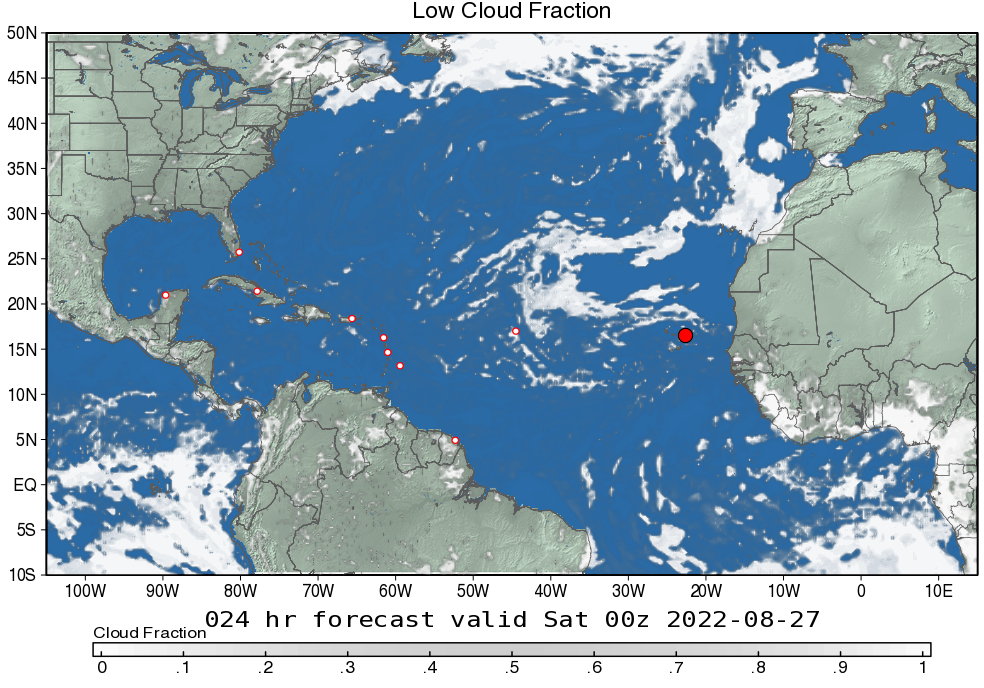 Low Cloud Fraction
50N
45N
40N
35N
30N
25N
20N
15N
10N
5N
EQ
5S
10S
100W 90W 80W 70W 60W 50W 40W 30W 20W 10W 0 10E
024 hr forecast valid Sat 00z 2022-08-27
Cloud Fraction
0 .1 .2 .3 .4 .5 .6 .7 .8 .9 1